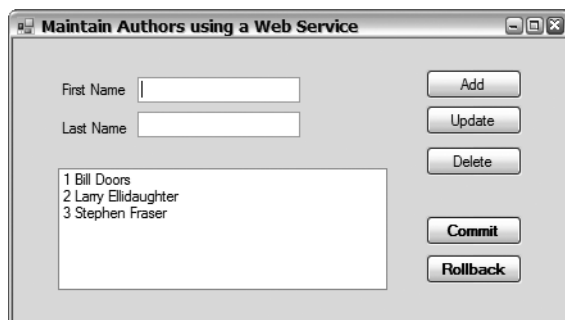 Maintain Authors using a Web Service
First Name
Add
Last Name
Update
Delete
1 Bill Doors
2 Larry Ellidaughter
3 Stephen Fraser
Commit
Rollback